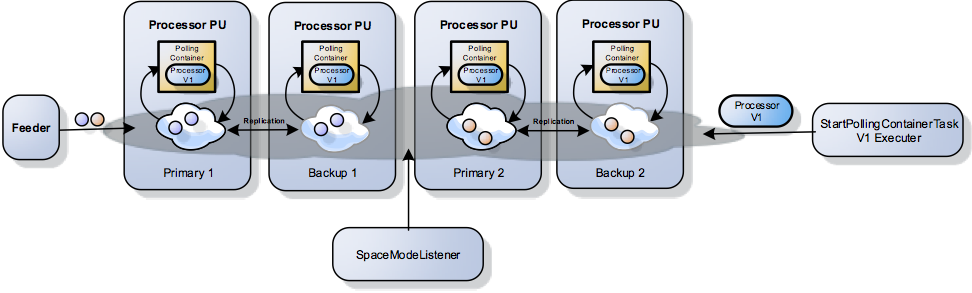 Processor PU
Polling
Container
Processor
V1
Primary 1
Processor PU
Polling
Container
Processor
V1
Backup 1
Processor PU
Polling
Container
Processor
V1
Primary 2
Processor PU
Polling
Container
Processor
V1
Backup 2
Feeder
Replication
Replication
Processor
V1
StartPollingContainerTask
V1 Executer
SpaceModeListener